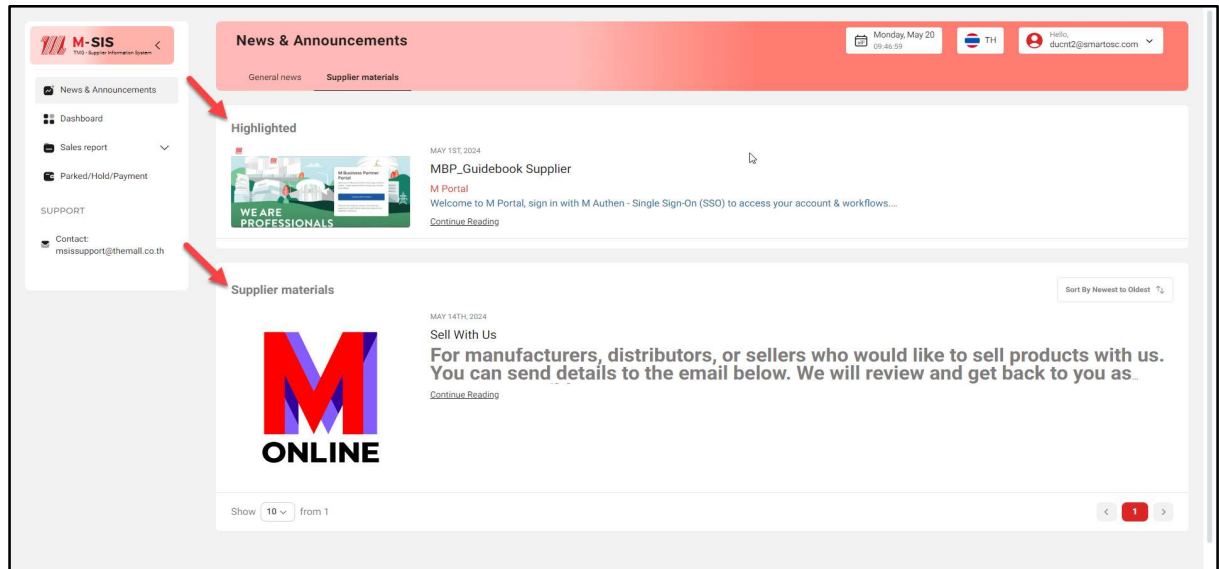 M-SIS
TMG - Supplier Information System
News & Announcements
Dashboard
Sales report
Parked/Hold/Payment
SUPPORT
Contact:
msissupport@themall.co.th
News & Announcements
Monday, May 20
09:46:59
TH
Hello,
ducnt2@smartosc.com
General news
Supplier materials
Highlighted
WE ARE
PROFESSIONALS
M Business Partner
Portal
MAY 1ST, 2024
MBP_Guidebook Supplier
M Portal
Welcome to M Portal, sign in with M Authen - Single Sign-On (SSO) to access your account & workflows....
Continue Reading
Supplier materials
Sort By Newest to Oldest
M
ONLINE
MAY 14TH, 2024
Sell With Us
For manufacturers, distributors, or sellers who would like to sell products with us.
You can send details to the email below. We will review and get back to you as...
Continue Reading
Show 10 from 1
1